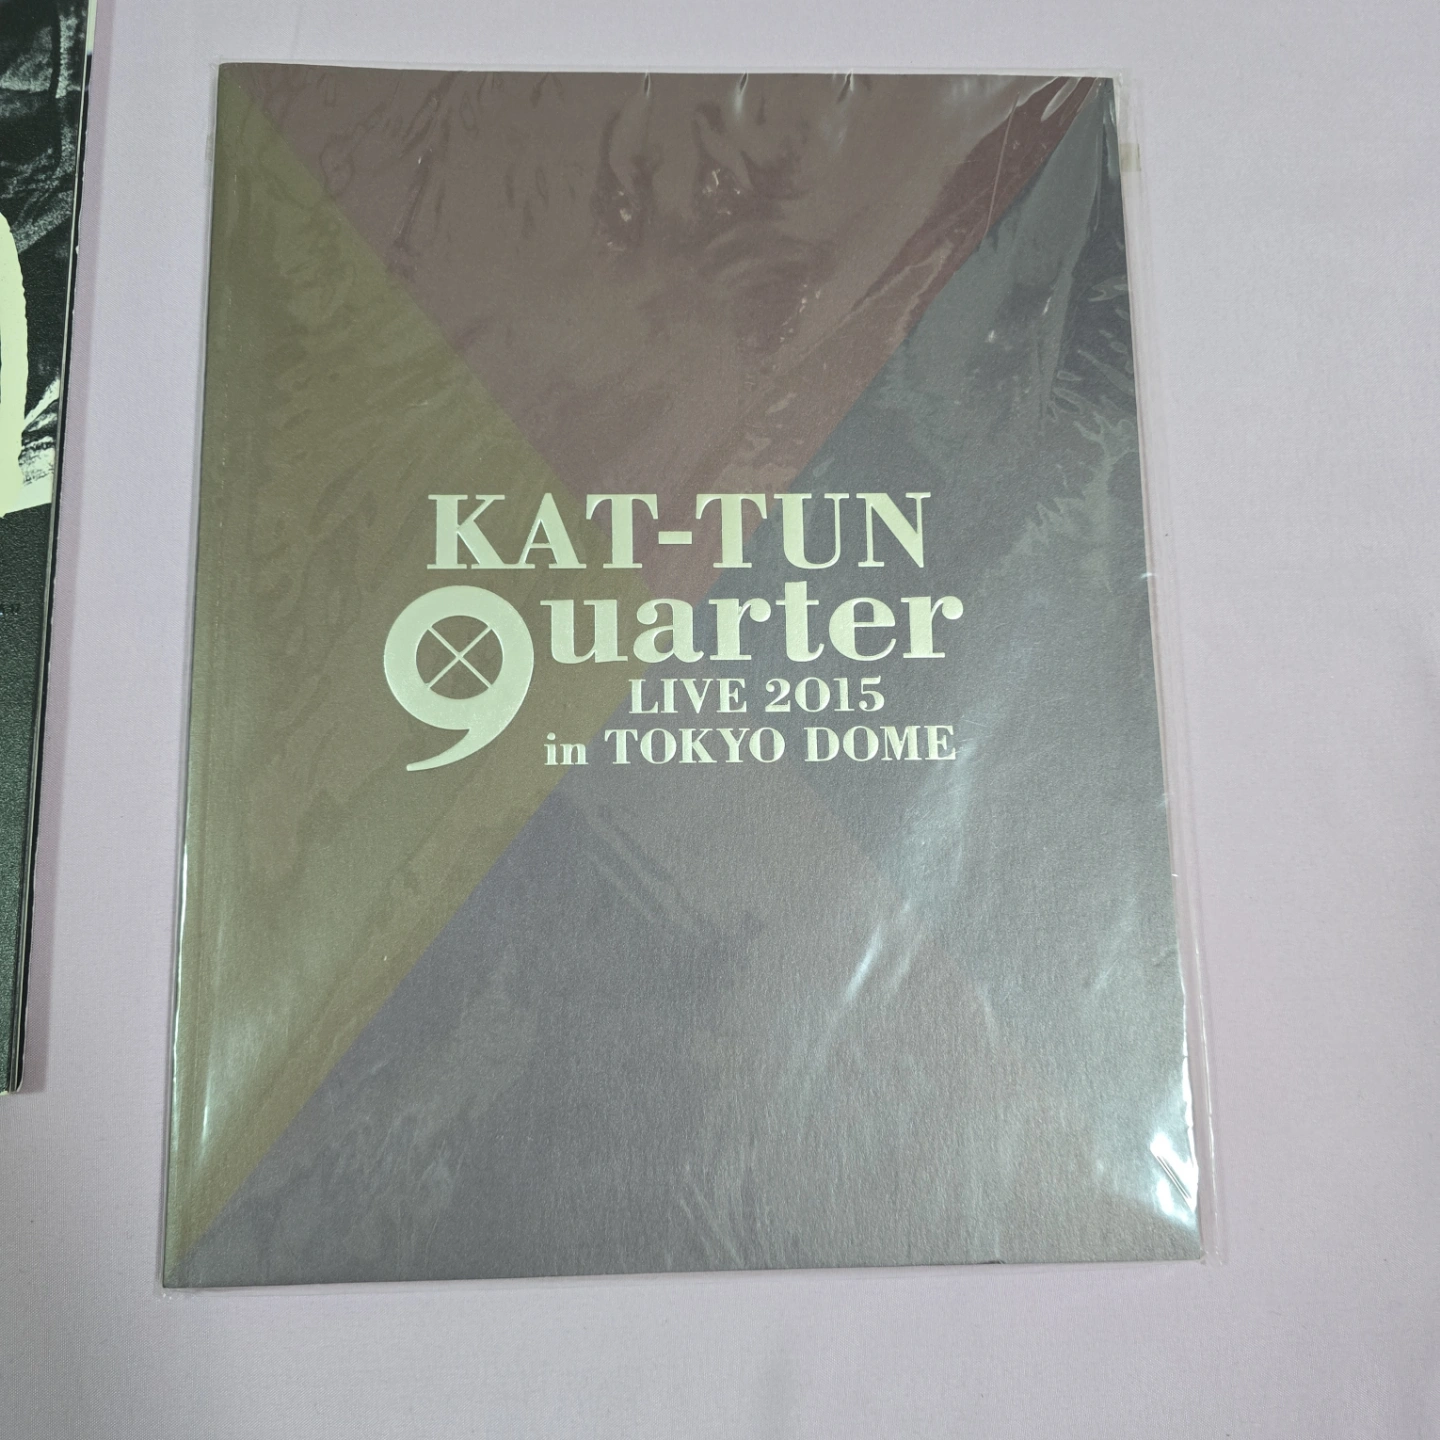 KAT-TUN
9uarter
LIVE 2015
in TOKYO DOME